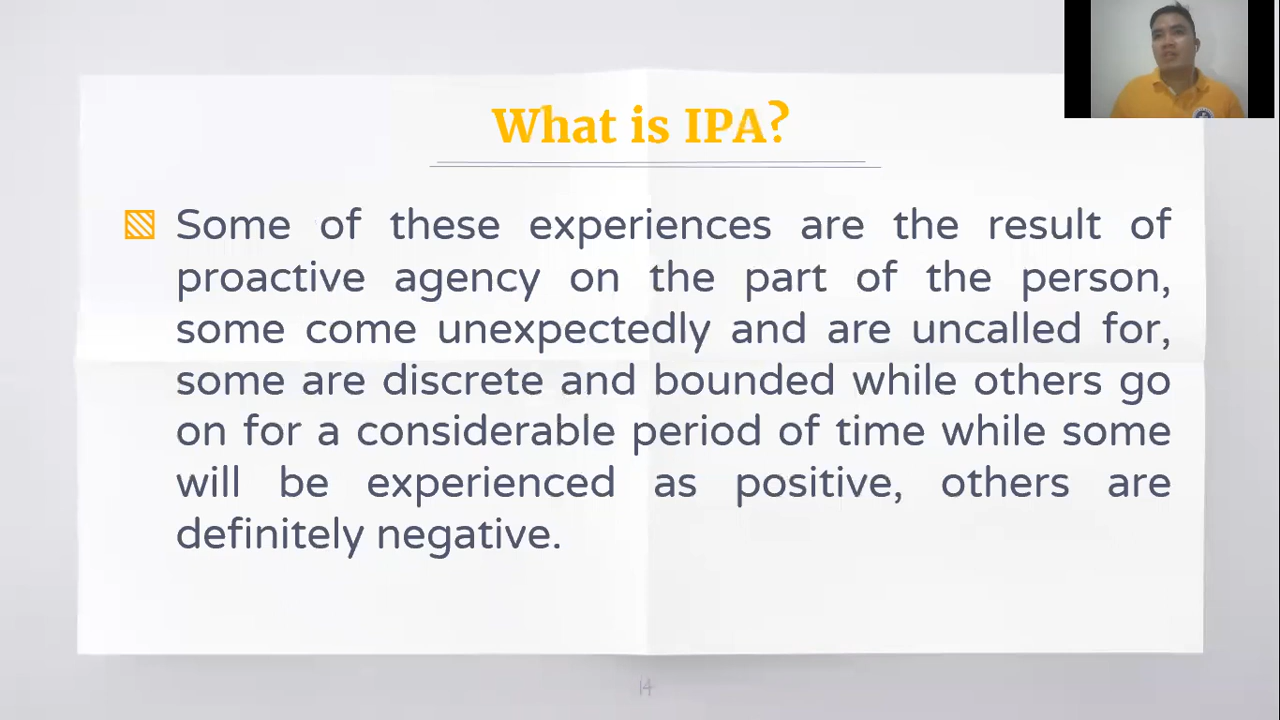 What is IPA?
Some of these experiences are the result of
proactive agency on the part of the person,
some come unexpectedly and are uncalled for,
some are discrete and bounded while others go
on for a considerable period of time while some
will be experienced as positive, others are
definitely negative.
14